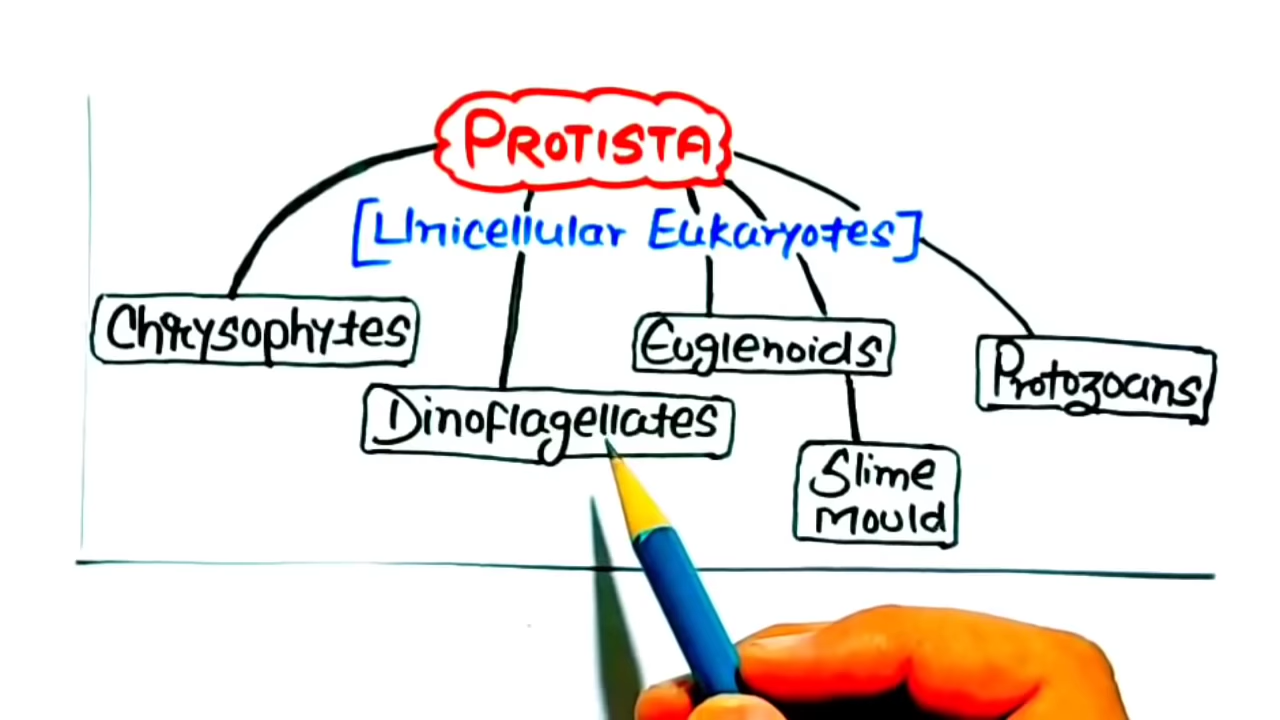 PROTISTA
[Unicellular Eukaryotes]
Chrysophytes
Dinoflagellates
Euglenoids
Slime
Mould
Protozoans